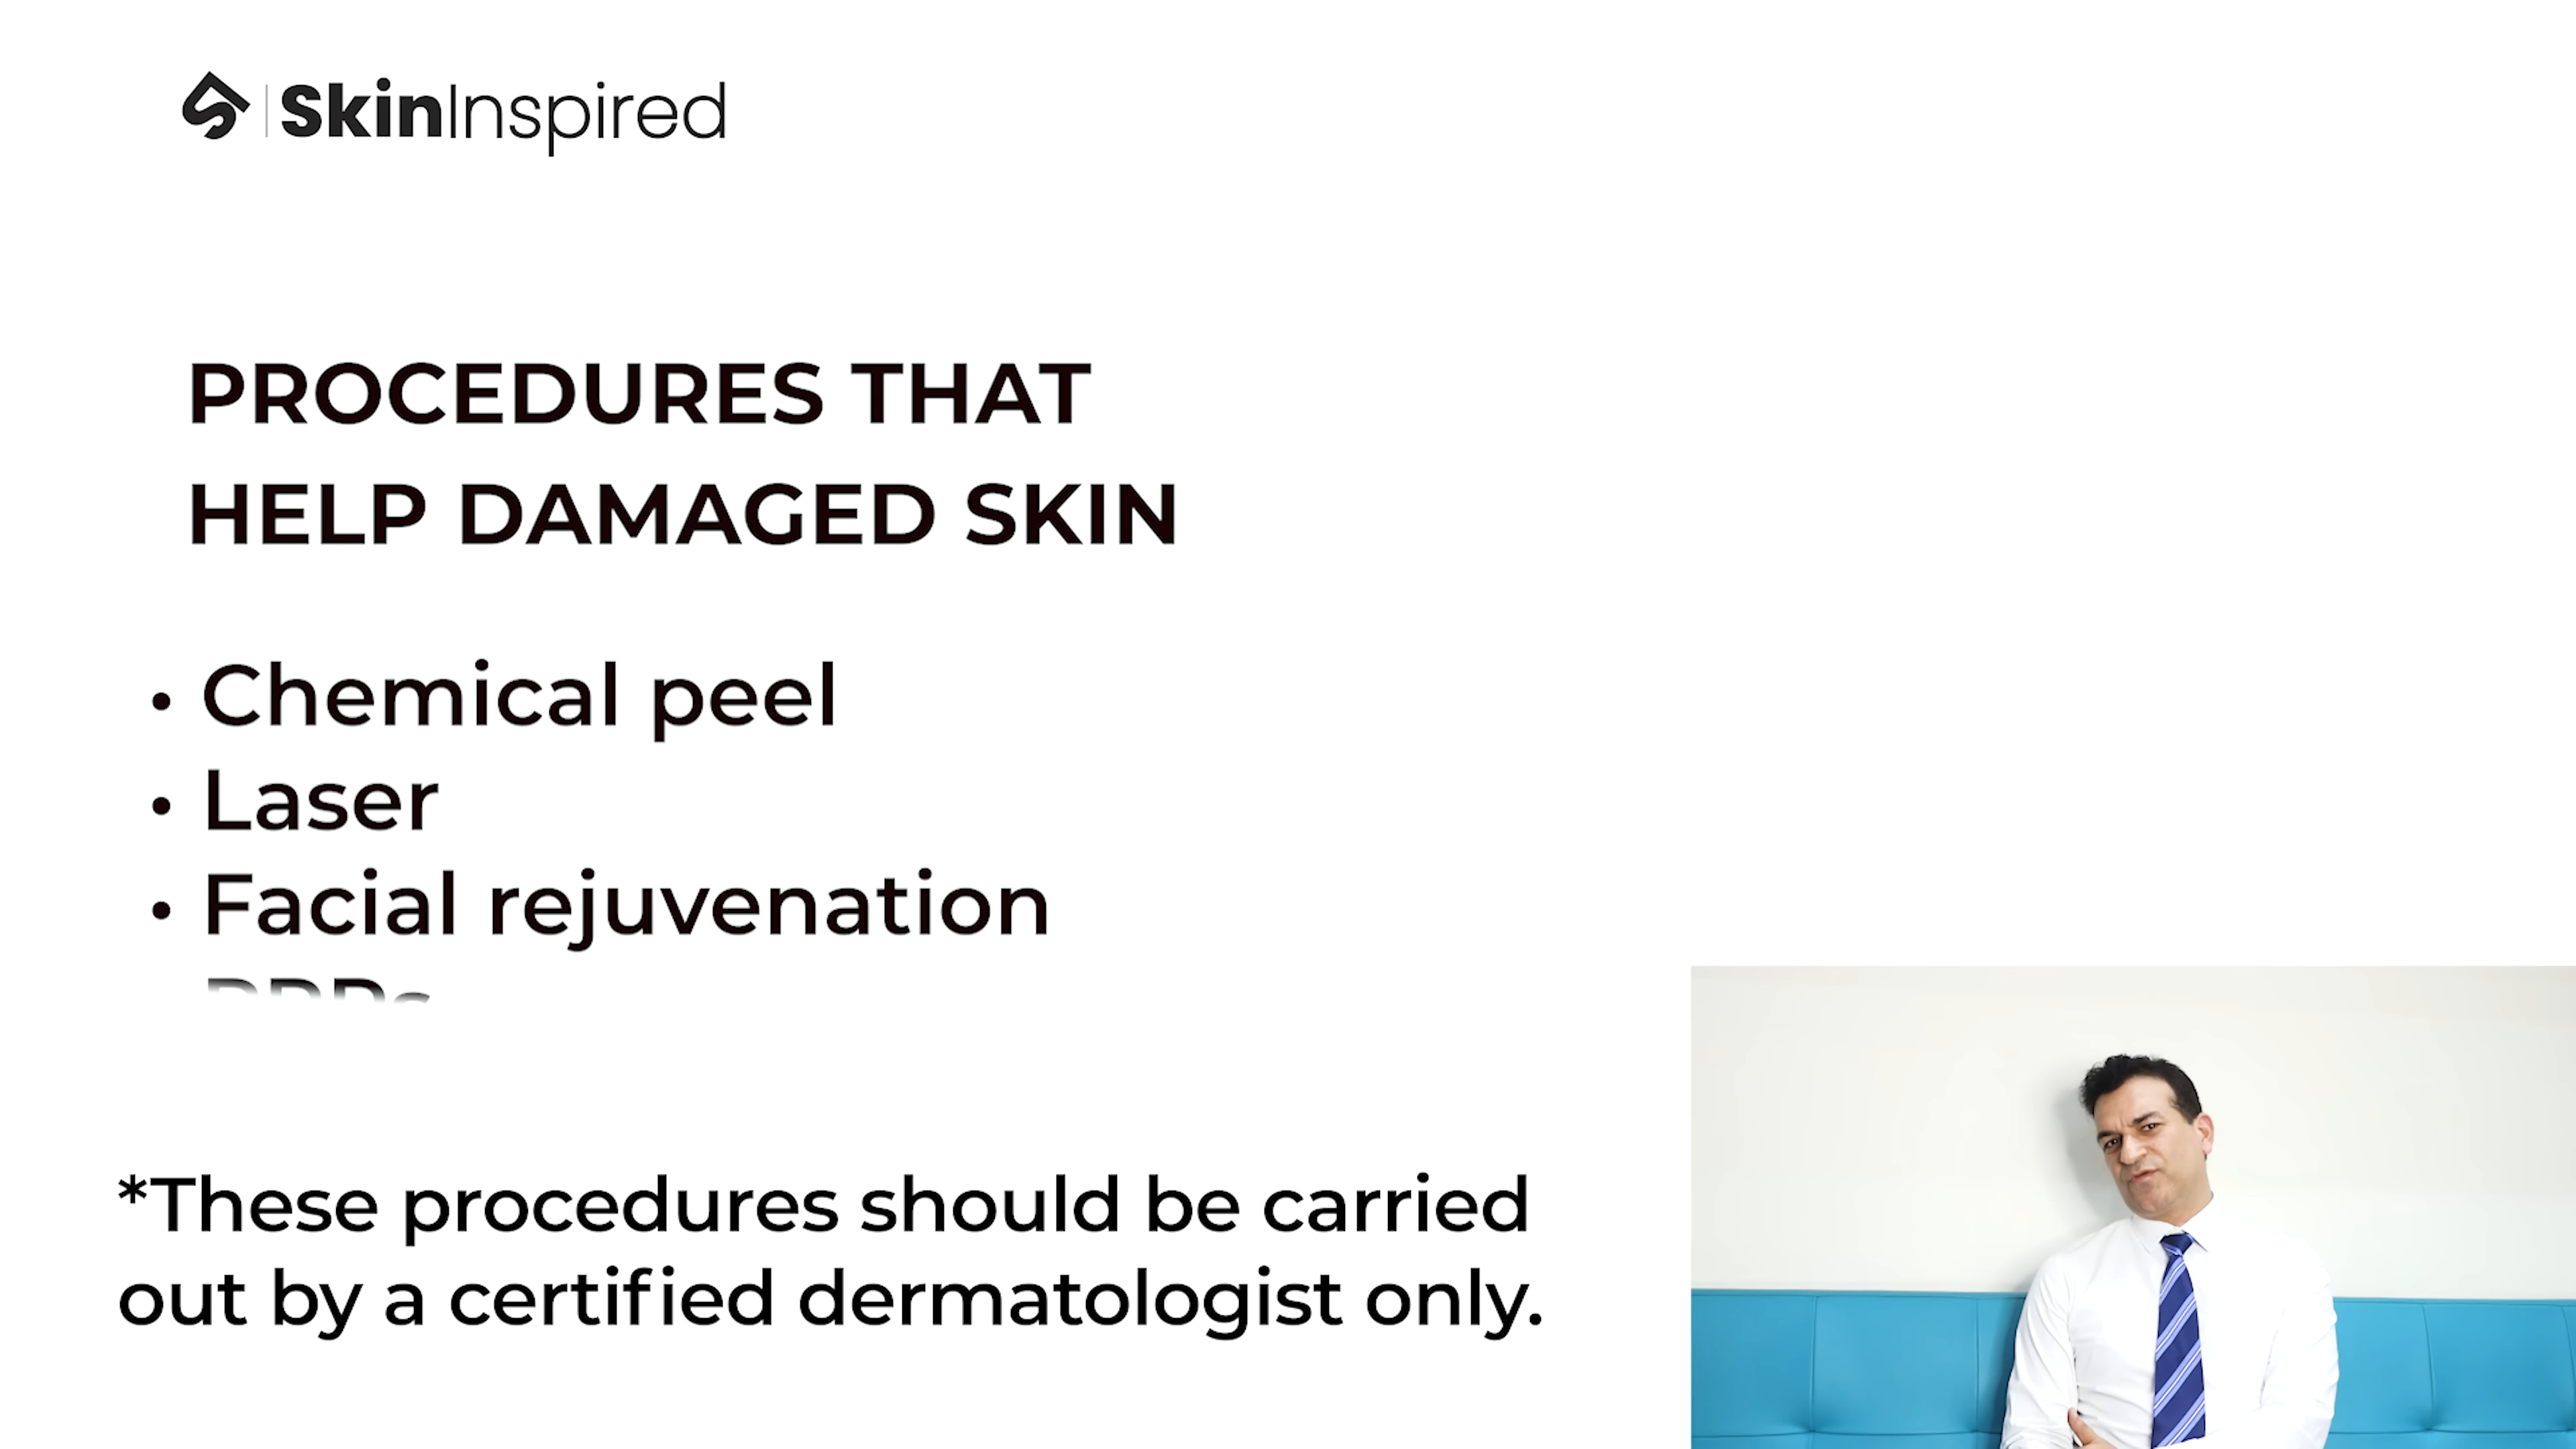 SkinInspired
PROCEDURES THAT
HELP DAMAGED SKIN
• Chemical peel
• Laser
• Facial rejuvenation
*These procedures should be carried
out by a certified dermatologist only.